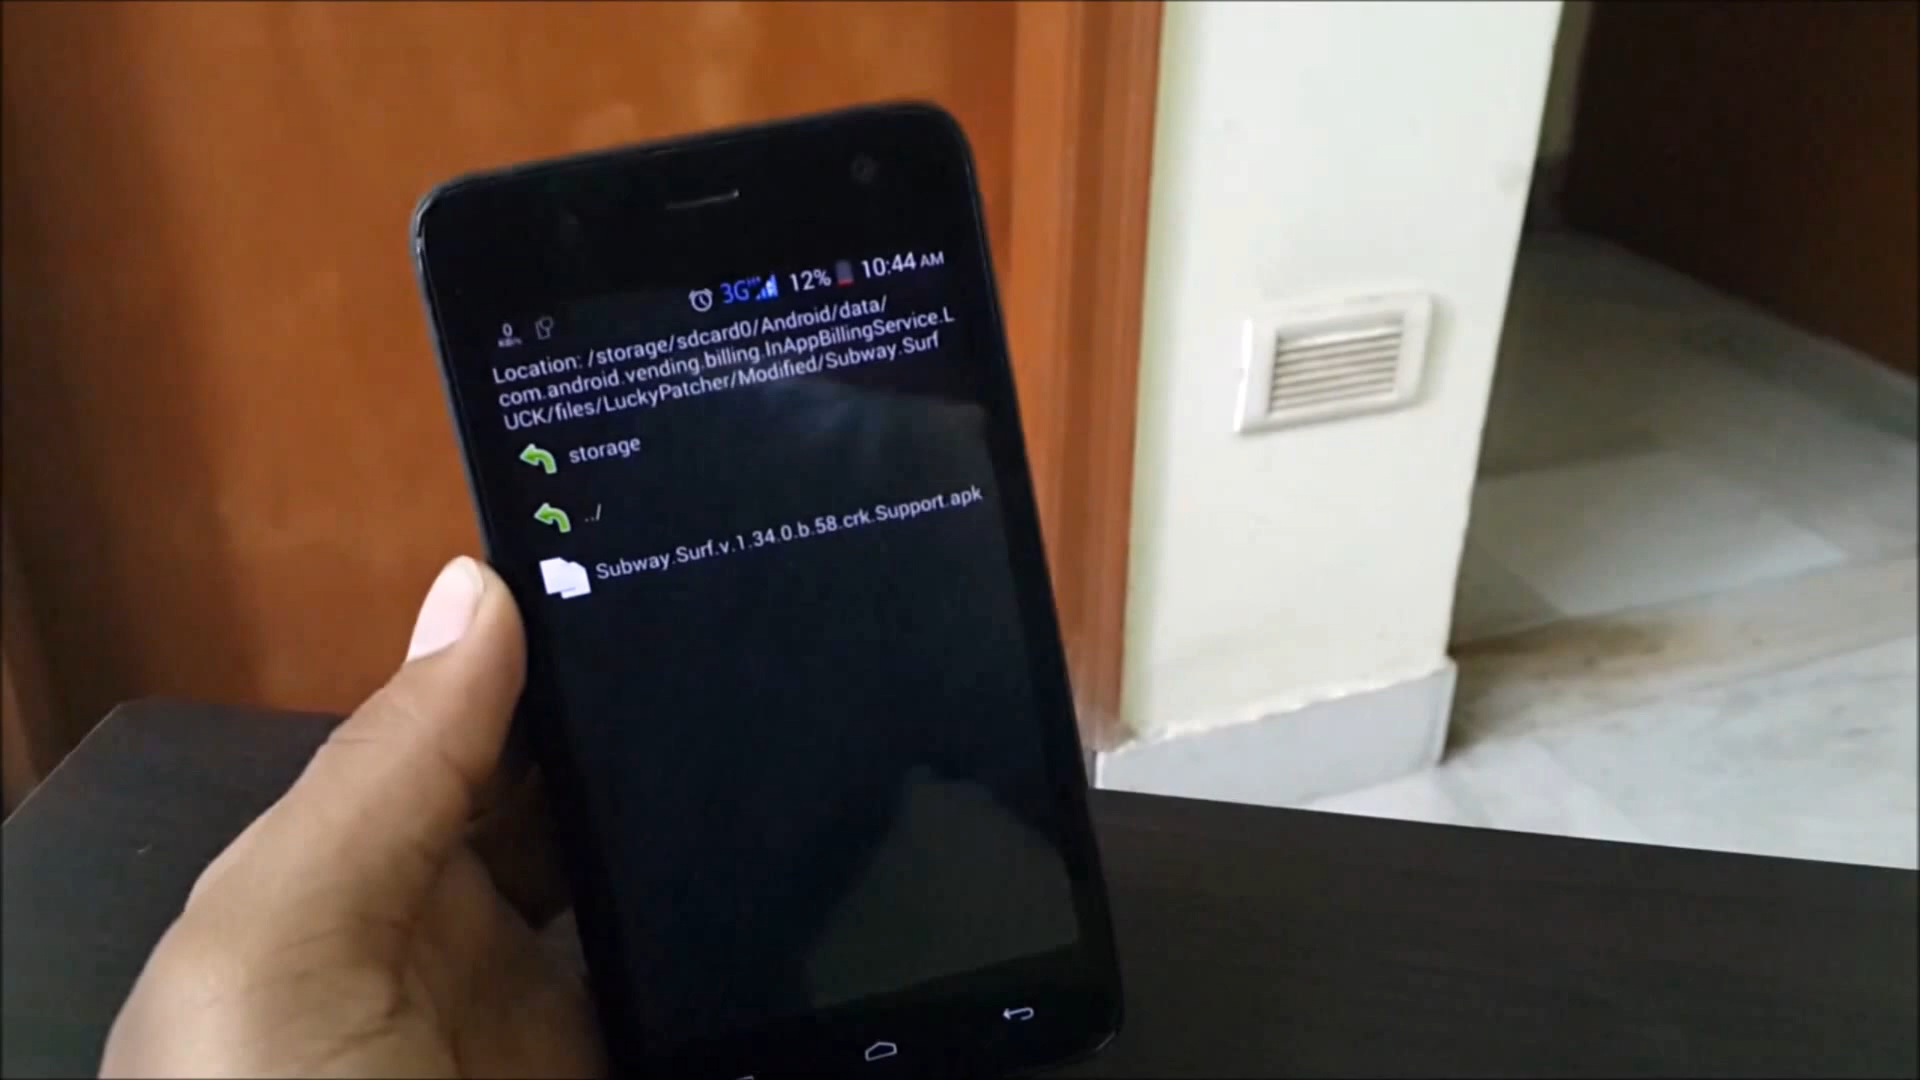 3G 12% 10:44 AM
0
Location: /storage/sdcard0/Android/data/
com.android.vending.billing.InAppBillingService.L
UCK/files/LuckyPatcher/Modified/Subway.Surf
storage
../
Subway.Surf.v.1.34.0.b.58.crk.Support.apk